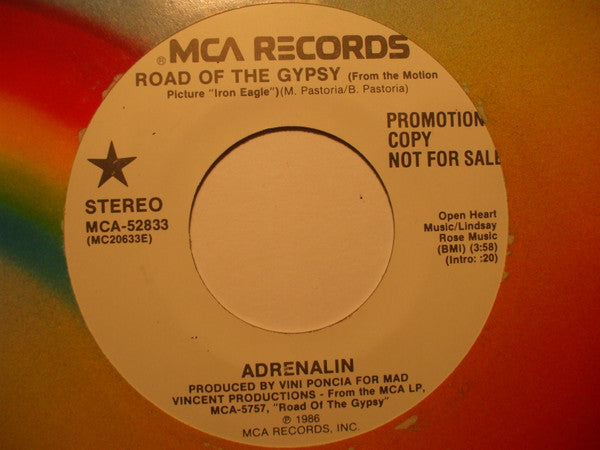 ® MCA RECORDS
ROAD OF THE GYPSY (From the Motion
Picture "Iron Eagle")(M. Pastoria/B. Pastoria)
PROMOTION
COPY
NOT FOR SALE
STEREO
MCA-52833
(MC20633E)
Open Heart
Music/Lindsay
Rose Music
(BMI) (3:58)
(Intro: :20)
ADRENALIN
PRODUCED BY VINI PONCIA FOR MAD
VINCENT PRODUCTIONS - From the MCA LP,
MCA-5757, "Road Of The Gypsy"
℗ 1986
MCA RECORDS, INC.